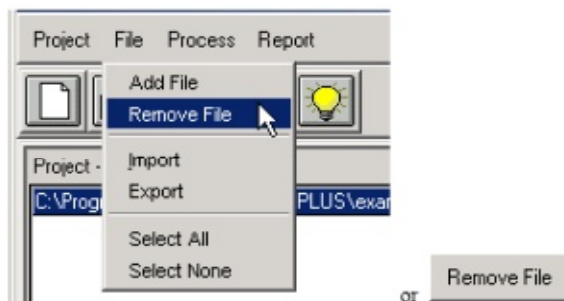 Project File Process Report
Add File
Remove File
Import
Project -
Export
C:\Prog PLUS\exam
Select All
Select None
or Remove File